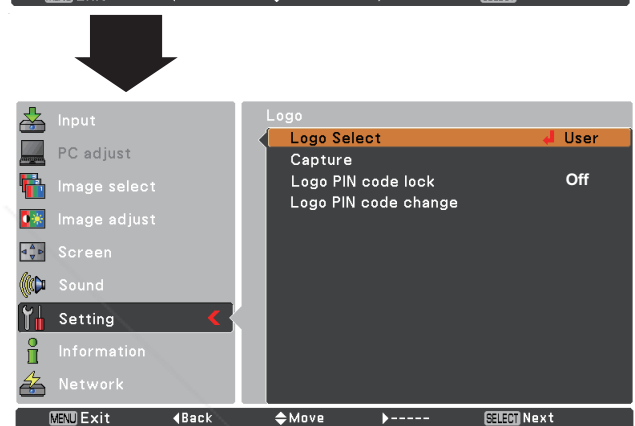 Input
PC adjust
Image select
Image adjust
Screen
Sound
Setting
Information
Network
Logo
Logo Select User
Capture
Logo PIN code lock Off
Logo PIN code change
MENU Exit Back Move ----- SELECT Next